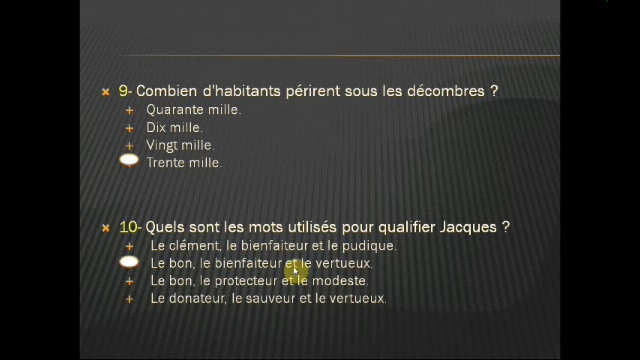 9- Combien d'habitants périrent sous les décombres ?
Quarante mille.
Dix mille.
Vingt mille.
Trente mille.
10- Quels sont les mots utilisés pour qualifier Jacques ?
Le clément, le bienfaiteur et le pudique.
Le bon, le bienfaiteur et le vertueux.
Le bon, le protecteur et le modeste.
Le donateur, le sauveur et le vertueux.